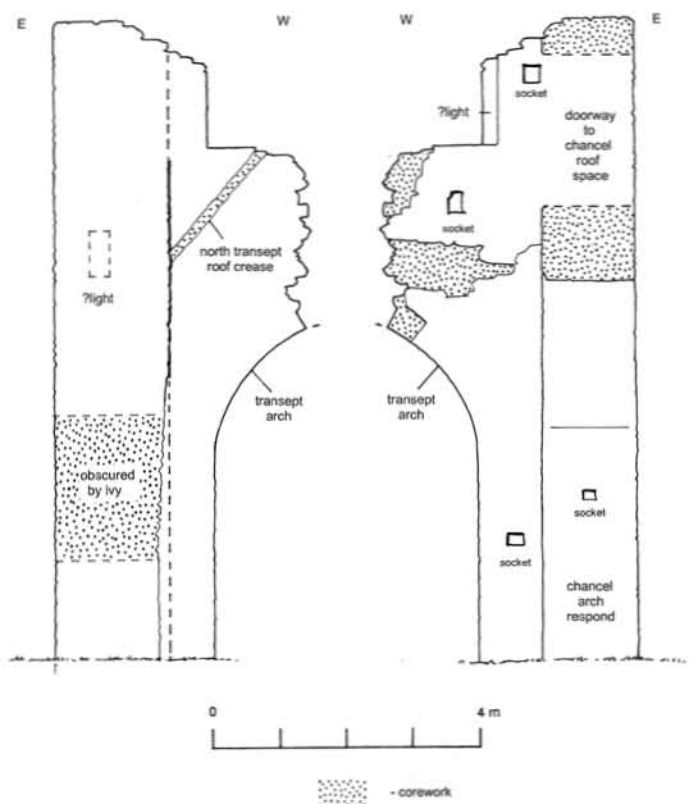 E
W
W
E
socket
?light
doorway
to
chancel
roof
space
socket
north transept
roof crease
?light
transept
arch
transept
arch
obscured
by ivy
socket
socket
chancel
arch
respond
0
4 m
- corework